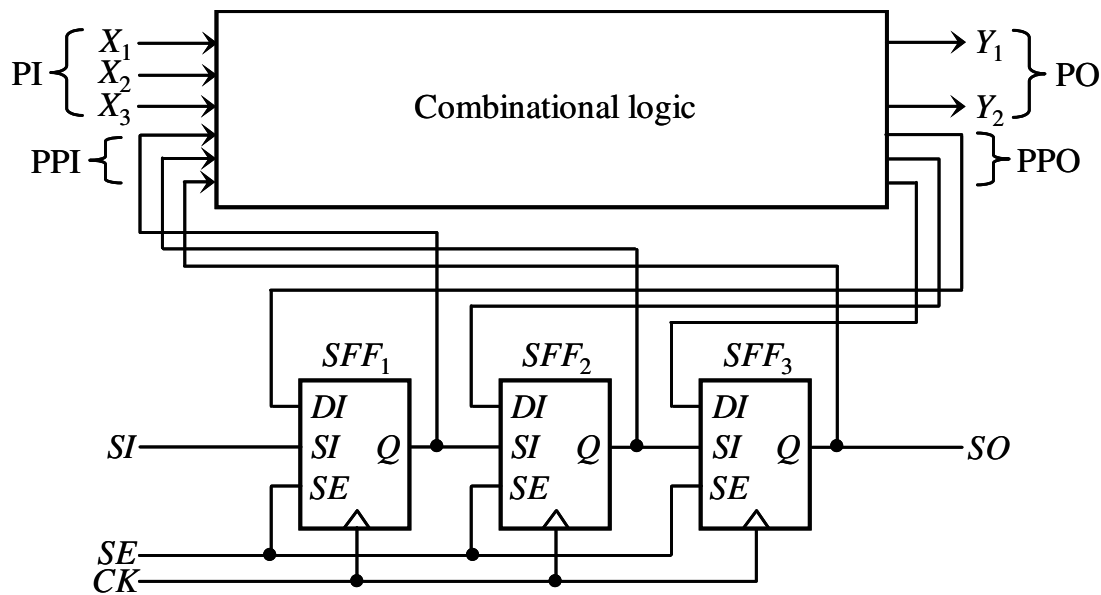 PI
X₁
X₂
X₃
PPI
Combinational logic
Y₁
Y₂
PO
PPO
SFF₁
SFF₂
SFF₃
DI
SI
Q
SE
DI
SI
Q
SE
DI
SI
Q
SE
SI
SO
SE
CK